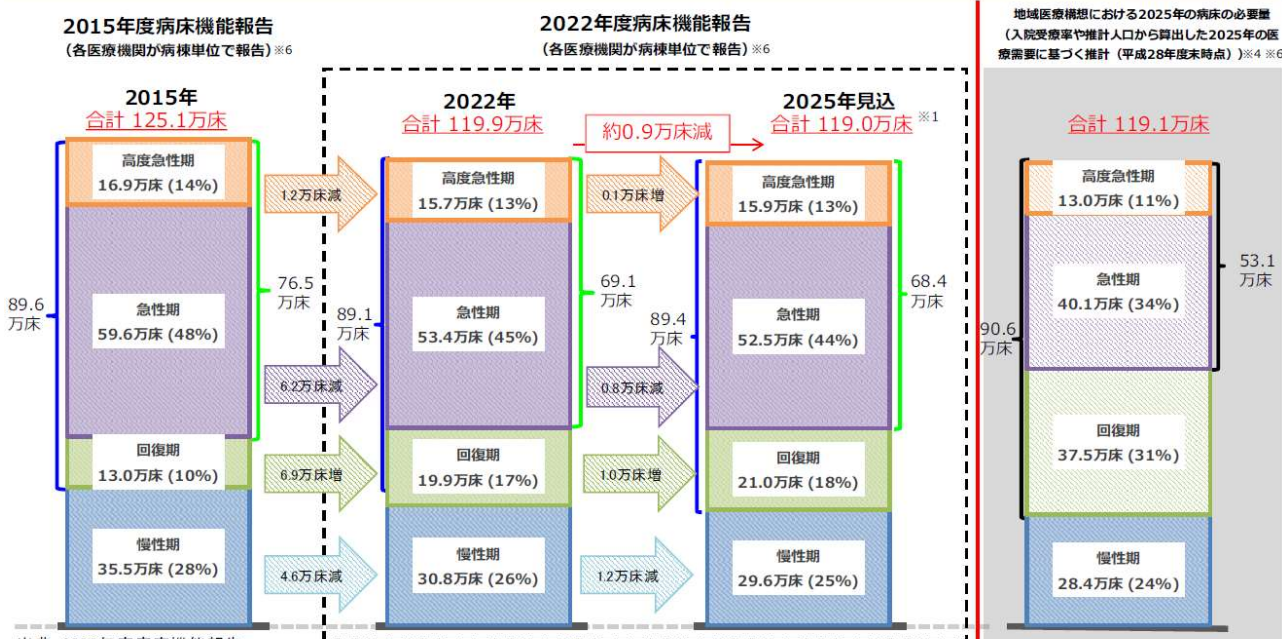 2015年度病床機能報告
(各医療機関が病棟単位で報告)※6
2022年度病床機能報告
(各医療機関が病棟単位で報告)※6
地域医療構想における2025年の病床の必要量
(入院受療率や推計人口から算出した2025年の医
療需要に基づく推計(平成28年度末時点))※4 ※6
2015年
合計 125.1万床
高度急性期
16.9万床 (14%)
急性期
59.6万床 (48%)
回復期
13.0万床 (10%)
慢性期
35.5万床 (28%)
89.6
万床
76.5
万床
1.2万床減
6.2万床減
6.9万床増
4.6万床減
2022年
合計 119.9万床
高度急性期
15.7万床 (13%)
急性期
53.4万床 (45%)
回復期
19.9万床 (17%)
慢性期
30.8万床 (26%)
89.1
万床
69.1
万床
約0.9万床減
0.1万床増
0.8万床減
1.0万床増
1.2万床減
2025年見込
合計 119.0万床 ※1
高度急性期
15.9万床 (13%)
急性期
52.5万床 (44%)
回復期
21.0万床 (18%)
慢性期
29.6万床 (25%)
89.4
万床
68.4
万床
合計 119.1万床
高度急性期
13.0万床 (11%)
急性期
40.1万床 (34%)
回復期
37.5万床 (31%)
慢性期
28.4万床 (24%)
90.6
万床
53.1
万床